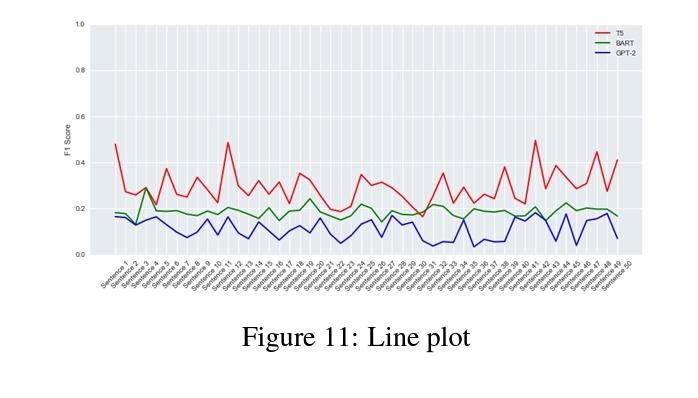 1.0
0.8
0.6
0.4
0.2
0.0
F1 Score
T5
BART
GPT-2
Sentence 1
Sentence 2
Sentence 3
Sentence 4
Sentence 5
Sentence 6
Sentence 7
Sentence 8
Sentence 9
Sentence 10
Sentence 11
Sentence 12
Sentence 13
Sentence 14
Sentence 15
Sentence 16
Sentence 17
Sentence 18
Sentence 19
Sentence 20
Sentence 21
Sentence 22
Sentence 23
Sentence 24
Sentence 25
Sentence 26
Sentence 27
Sentence 28
Sentence 29
Sentence 30
Sentence 31
Sentence 32
Sentence 33
Sentence 34
Sentence 35
Sentence 36
Sentence 37
Sentence 38
Sentence 39
Sentence 40
Sentence 41
Sentence 42
Sentence 43
Sentence 44
Sentence 45
Sentence 46
Sentence 47
Sentence 48
Sentence 49
Sentence 50
Figure 11: Line plot